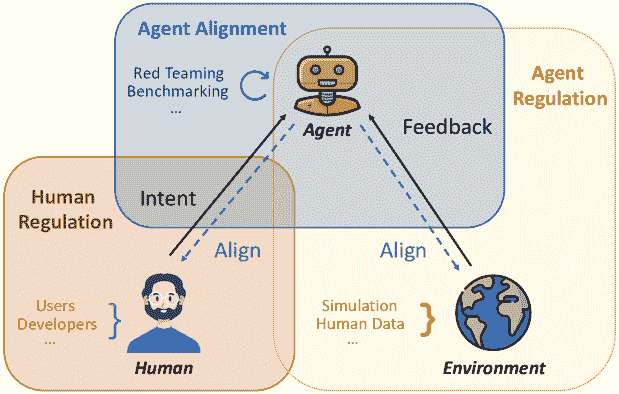 Agent Alignment
Red Teaming
Benchmarking
...
Agent
Agent
Regulation
Feedback
Human
Regulation
Intent
Align
Align
Users
Developers
...
Human
Simulation
Human Data
...
Environment